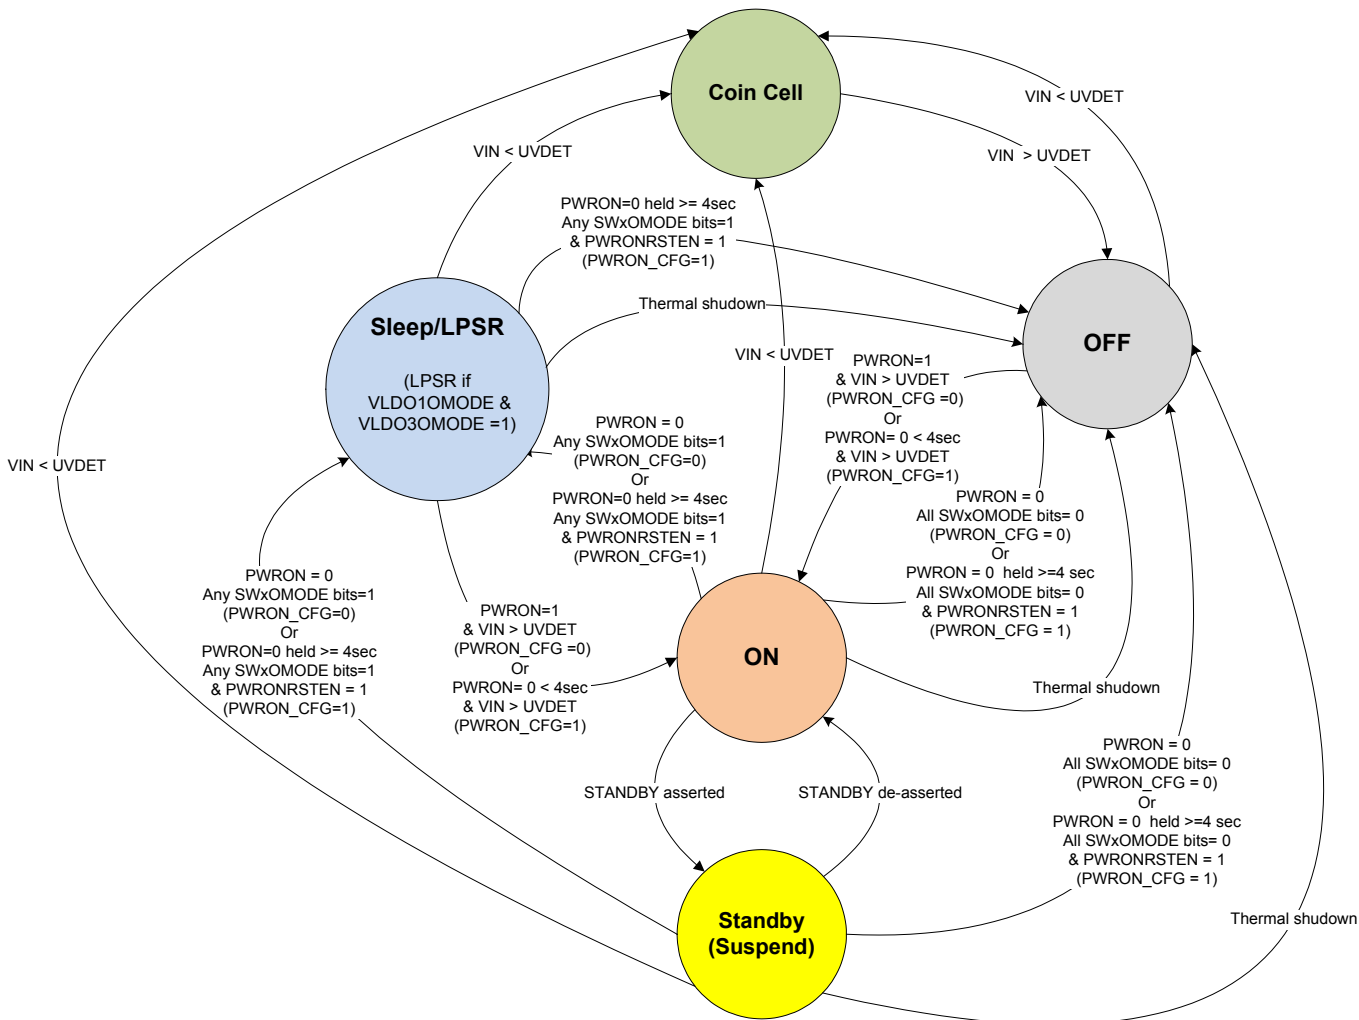 Coin Cell
VIN < UVDET
VIN < UVDET
VIN  > UVDET
PWRON=0 held >= 4sec
Any SWxOMODE bits=1
& PWRONRSTEN = 1
(PWRON_CFG=1)
Sleep/LPSR
(LPSR if
VLDO1OMODE &
VLDO3OMODE =1)
Thermal shudown
OFF
VIN < UVDET
PWRON=1
& VIN > UVDET
(PWRON_CFG =0)
Or
PWRON= 0 < 4sec
& VIN > UVDET
(PWRON_CFG=1)
PWRON = 0
Any SWxOMODE bits=1
(PWRON_CFG=0)
Or
PWRON=0 held >= 4sec
Any SWxOMODE bits=1
& PWRONRSTEN = 1
(PWRON_CFG=1)
VIN < UVDET
PWRON = 0
All SWxOMODE bits= 0
(PWRON_CFG = 0)
Or
PWRON = 0  held >=4 sec
All SWxOMODE bits= 0
& PWRONRSTEN = 1
(PWRON_CFG = 1)
PWRON = 0
Any SWxOMODE bits=1
(PWRON_CFG=0)
Or
PWRON=0 held >= 4sec
Any SWxOMODE bits=1
& PWRONRSTEN = 1
(PWRON_CFG=1)
PWRON=1
& VIN > UVDET
(PWRON_CFG =0)
Or
PWRON= 0 < 4sec
& VIN > UVDET
(PWRON_CFG=1)
ON
Thermal shudown
STANDBY asserted
STANDBY de-asserted
PWRON = 0
All SWxOMODE bits= 0
(PWRON_CFG = 0)
Or
PWRON = 0  held >=4 sec
All SWxOMODE bits= 0
& PWRONRSTEN = 1
(PWRON_CFG = 1)
Standby
(Suspend)
Thermal shudown